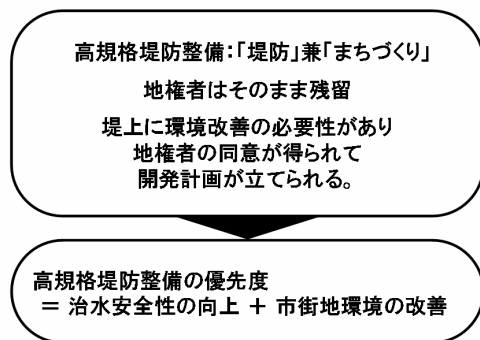 高規格堤防整備：「堤防」兼「まちづくり」
地権者はそのまま残留
堤上に環境改善の必要性があり
地権者の同意が得られて
開発計画が立てられる。
高規格堤防整備の優先度
＝ 治水安全性の向上 ＋ 市街地環境の改善